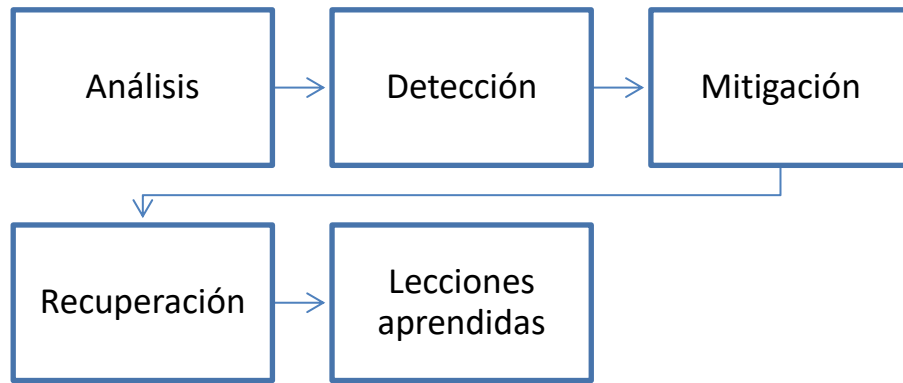 Análisis
Detección
Mitigación
Recuperación
Lecciones
aprendidas